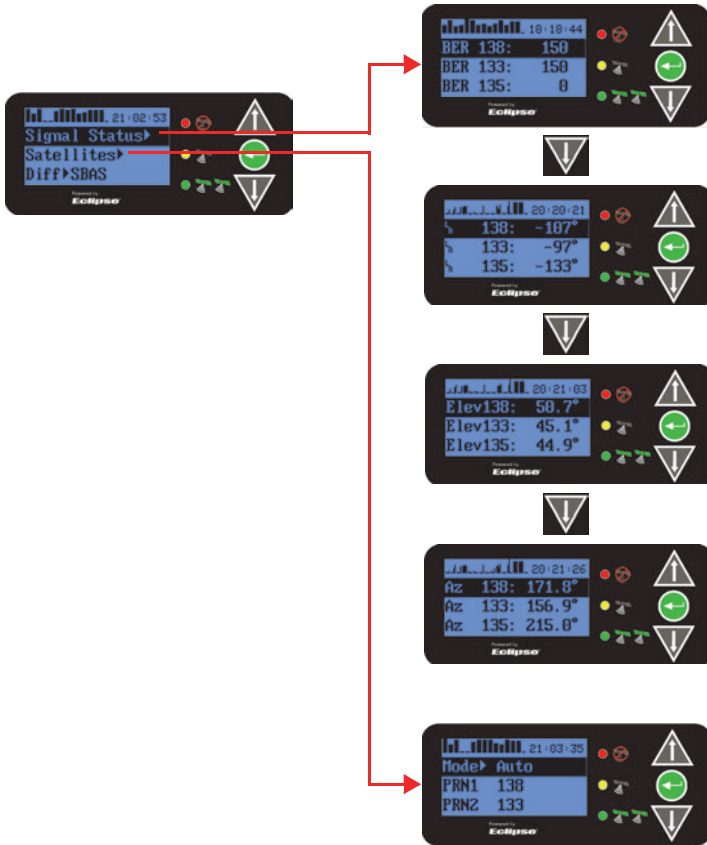 21:02:53
Signal Status
Satellites
Diff SBAS
Powered by
Eclipse
18:18:44
BER 138: 150
BER 133: 150
BER 135: 0
Powered by
Eclipse
20:20:21
138: -107°
133: -97°
135: -133°
Powered by
Eclipse
20:21:03
Elev138: 50.7°
Elev133: 45.1°
Elev135: 44.9°
Powered by
Eclipse
20:21:26
Az 138: 171.8°
Az 133: 156.9°
Az 135: 215.0°
Powered by
Eclipse
21:03:35
Mode Auto
PRN1 138
PRN2 133
Powered by
Eclipse